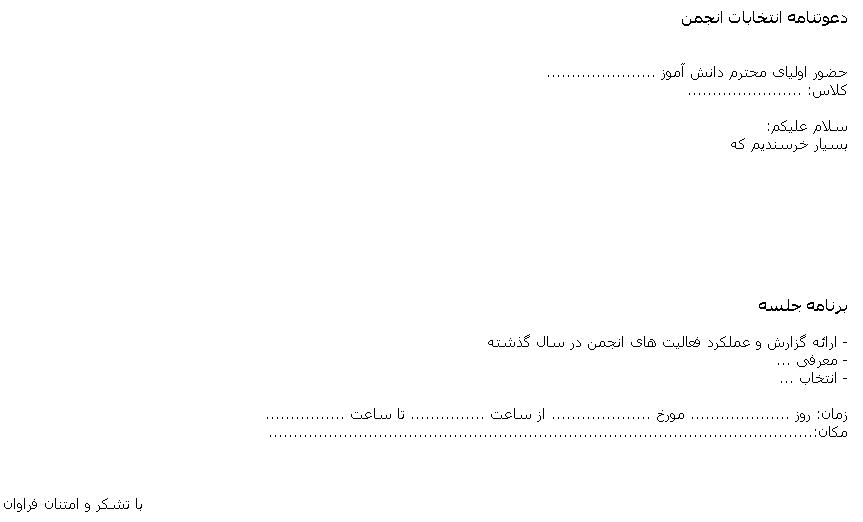 دعوتنامه انتخابات انجمن
حضور اولیای محترم دانش آموز ......................
کلاس: .......................
سلام علیکم:
بسیار خرسندیم که
برنامه جلسه
- ارائه گزارش و عملکرد فعالیت های انجمن در سال گذشته
- معرفی ...
- انتخاب ...
زمان: روز .................... مورخ .................... از ساعت ............... تا ساعت ................
مکان:.............................................................................................................
با تشکر و امتنان فراوان